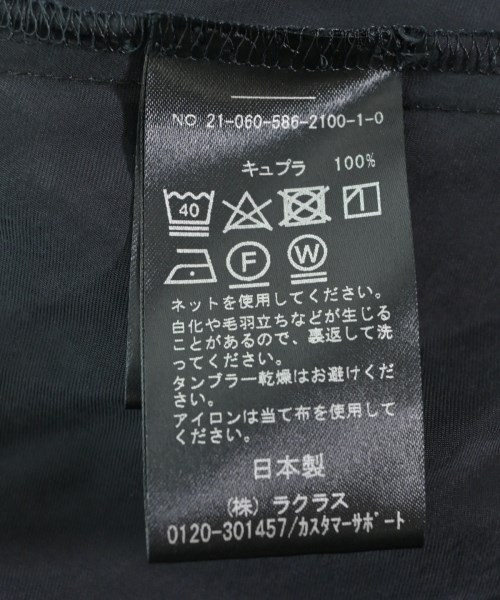 NO 21-060-586-2100-1-0
キュプラ 100%
40
F W
ネットを使用してください。
白化や毛羽立ちなどが生じる
ことがあるので、裏返して洗
ってください。
タンブラー乾燥はお避けくだ
さい。
アイロンは当て布を使用して
ください。
日本製
(株) ラクラス
0120-301457/カスタマーサポート